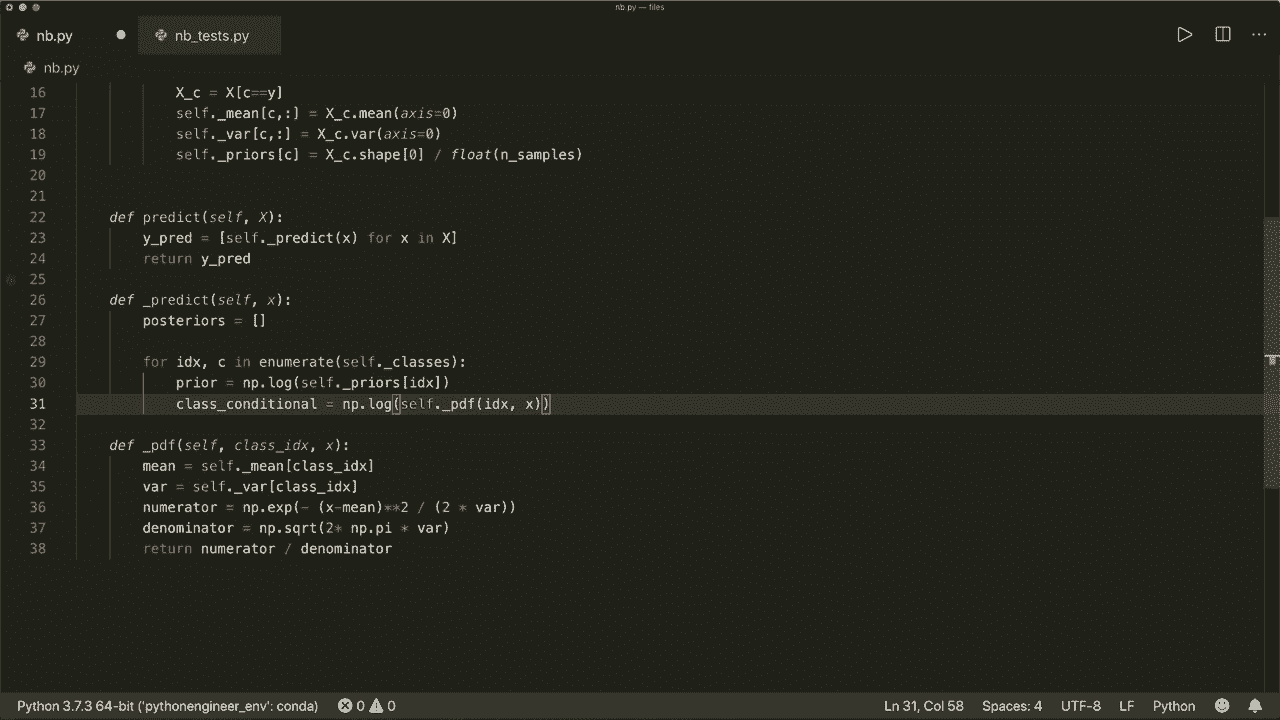 nb.py — files
nb.py
nb_tests.py
nb.py
16 X_c = X[c==y]
17 self._mean[c,:] = X_c.mean(axis=0)
18 self._var[c,:] = X_c.var(axis=0)
19 self._priors[c] = X_c.shape[0] / float(n_samples)
20
21
22 def predict(self, X):
23 y_pred = [self._predict(x) for x in X]
24 return y_pred
25
26 def _predict(self, x):
27 posteriors = []
28
29 for idx, c in enumerate(self._classes):
30 prior = np.log(self._priors[idx])
31 class_conditional = np.log(self._pdf(idx, x))
32
33 def _pdf(self, class_idx, x):
34 mean = self._mean[class_idx]
35 var = self._var[class_idx]
36 numerator = np.exp(- (x-mean)**2 / (2 * var))
37 denominator = np.sqrt(2* np.pi * var)
38 return numerator / denominator
Python 3.7.3 64-bit ('pythonengineer_env': conda) 0 0 Ln 31, Col 58 Spaces: 4 UTF-8 LF Python